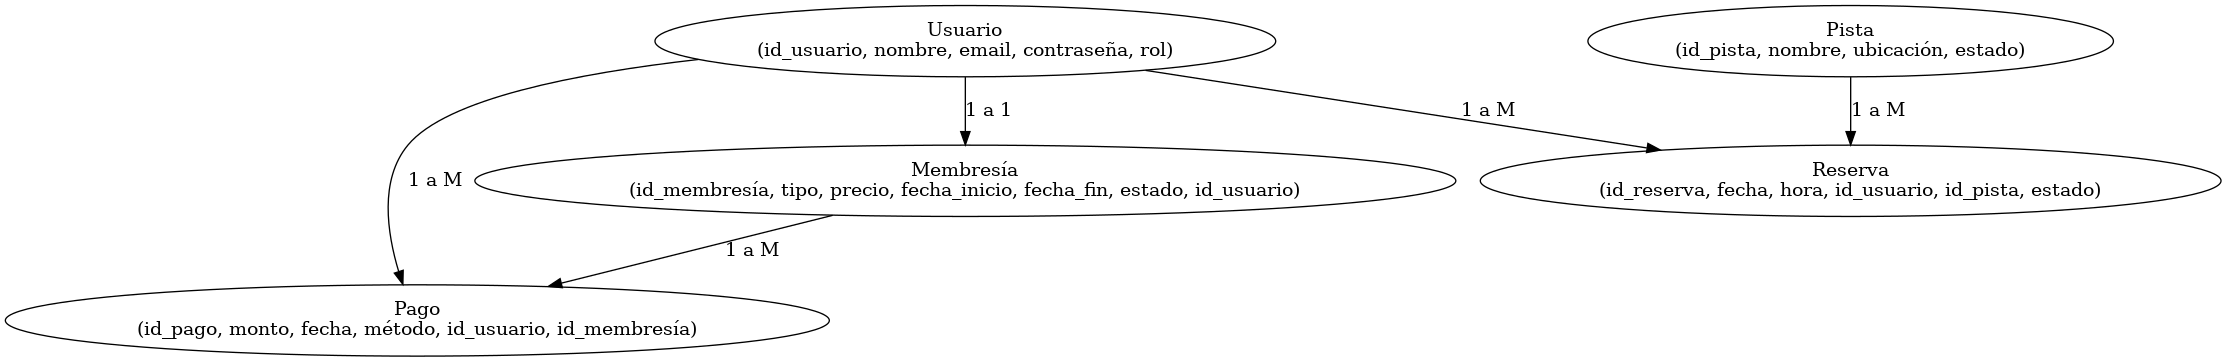 Usuario
(id_usuario, nombre, email, contraseña, rol)
Pista
(id_pista, nombre, ubicación, estado)
1 a 1
1 a M
1 a M
Membresía
(id_membresía, tipo, precio, fecha_inicio, fecha_fin, estado, id_usuario)
Reserva
(id_reserva, fecha, hora, id_usuario, id_pista, estado)
1 a M
1 a M
Pago
(id_pago, monto, fecha, método, id_usuario, id_membresía)